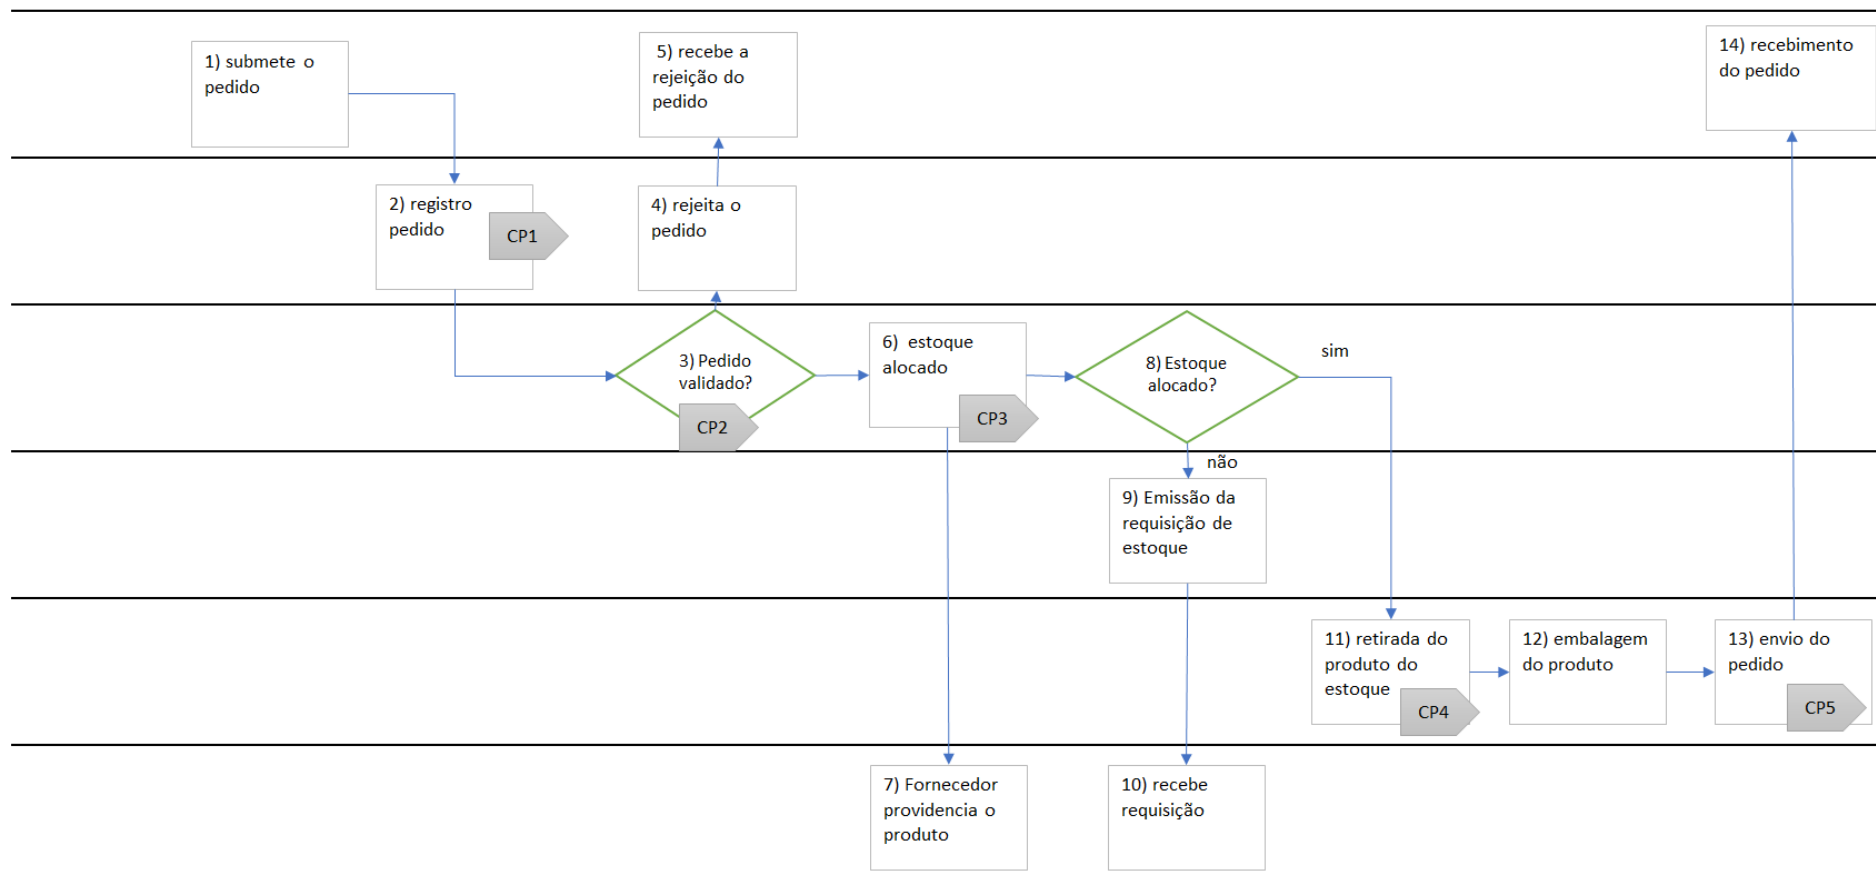 1) submete o
pedido
5) recebe a
rejeição do
pedido
14) recebimento
do pedido
2) registro
pedido
CP1
4) rejeita o
pedido
3) Pedido
validado?
CP2
6) estoque
alocado
CP3
8) Estoque
alocado?
sim
não
9) Emissão da
requisição de
estoque
11) retirada do
produto do
estoque
CP4
12) embalagem
do produto
13) envio do
pedido
CP5
7) Fornecedor
providencia o
produto
10) recebe
requisição